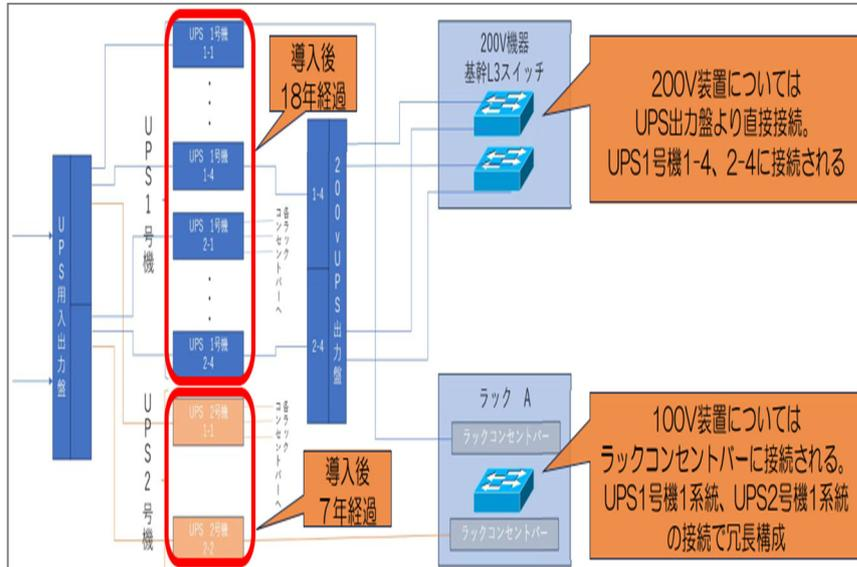 UPS用入出力盤
UPS1号機
UPS 1号機
1-1
UPS 1号機
1-4
UPS 1号機
2-1
UPS 1号機
2-4
各ラック
コンセントバーへ
導入後
18年経過
200vUPS出力盤
1-4
2-4
200V機器
基幹L3スイッチ
200V装置については
UPS出力盤より直接接続。
UPS1号機1-4、2-4に接続される
UPS2号機
UPS 2号機
1-1
UPS 2号機
2-2
各ラック
コンセントバーへ
導入後
7年経過
ラック A
ラックコンセントバー
ラックコンセントバー
100V装置については
ラックコンセントバーに接続される。
UPS1号機1系統、UPS2号機1系統
の接続で冗長構成